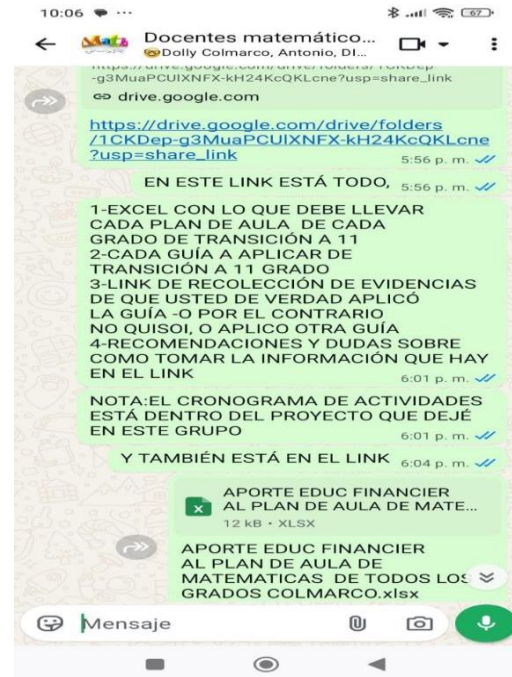 10:06
67
Docentes matemático...
Dolly Colmarco, Antonio, DI...
-g3MuaPCUIXNFX-kH24KcQKLcne?usp=share_link
drive.google.com
https://drive.google.com/drive/folders
/1CKDep-g3MuaPCUIXNFX-kH24KcQKLcne
?usp=share_link
5:56 p. m.
EN ESTE LINK ESTÁ TODO,
5:56 p. m.
1-EXCEL CON LO QUE DEBE LLEVAR
CADA PLAN DE AULA DE CADA
GRADO DE TRANSICIÓN A 11
2-CADA GUÍA A APLICAR DE
TRANSICIÓN A 11 GRADO
3-LINK DE RECOLECCIÓN DE EVIDENCIAS
DE QUE USTED DE VERDAD APLICÓ
LA GUÍA -O POR EL CONTRARIO
NO QUISOI, O APLICO OTRA GUÍA
4-RECOMENDACIONES Y DUDAS SOBRE
COMO TOMAR LA INFORMACIÓN QUE HAY
EN EL LINK
6:01 p. m.
NOTA:EL CRONOGRAMA DE ACTIVIDADES
ESTÁ DENTRO DEL PROYECTO QUE DEJÉ
EN ESTE GRUPO
6:01 p. m.
Y TAMBIÉN ESTÁ EN EL LINK
6:04 p. m.
APORTE EDUC FINANCIER
AL PLAN DE AULA DE MATE...
12 kB • XLSX
APORTE EDUC FINANCIER
AL PLAN DE AULA DE
MATEMATICAS DE TODOS LOS
GRADOS COLMARCO.xlsx
Mensaje